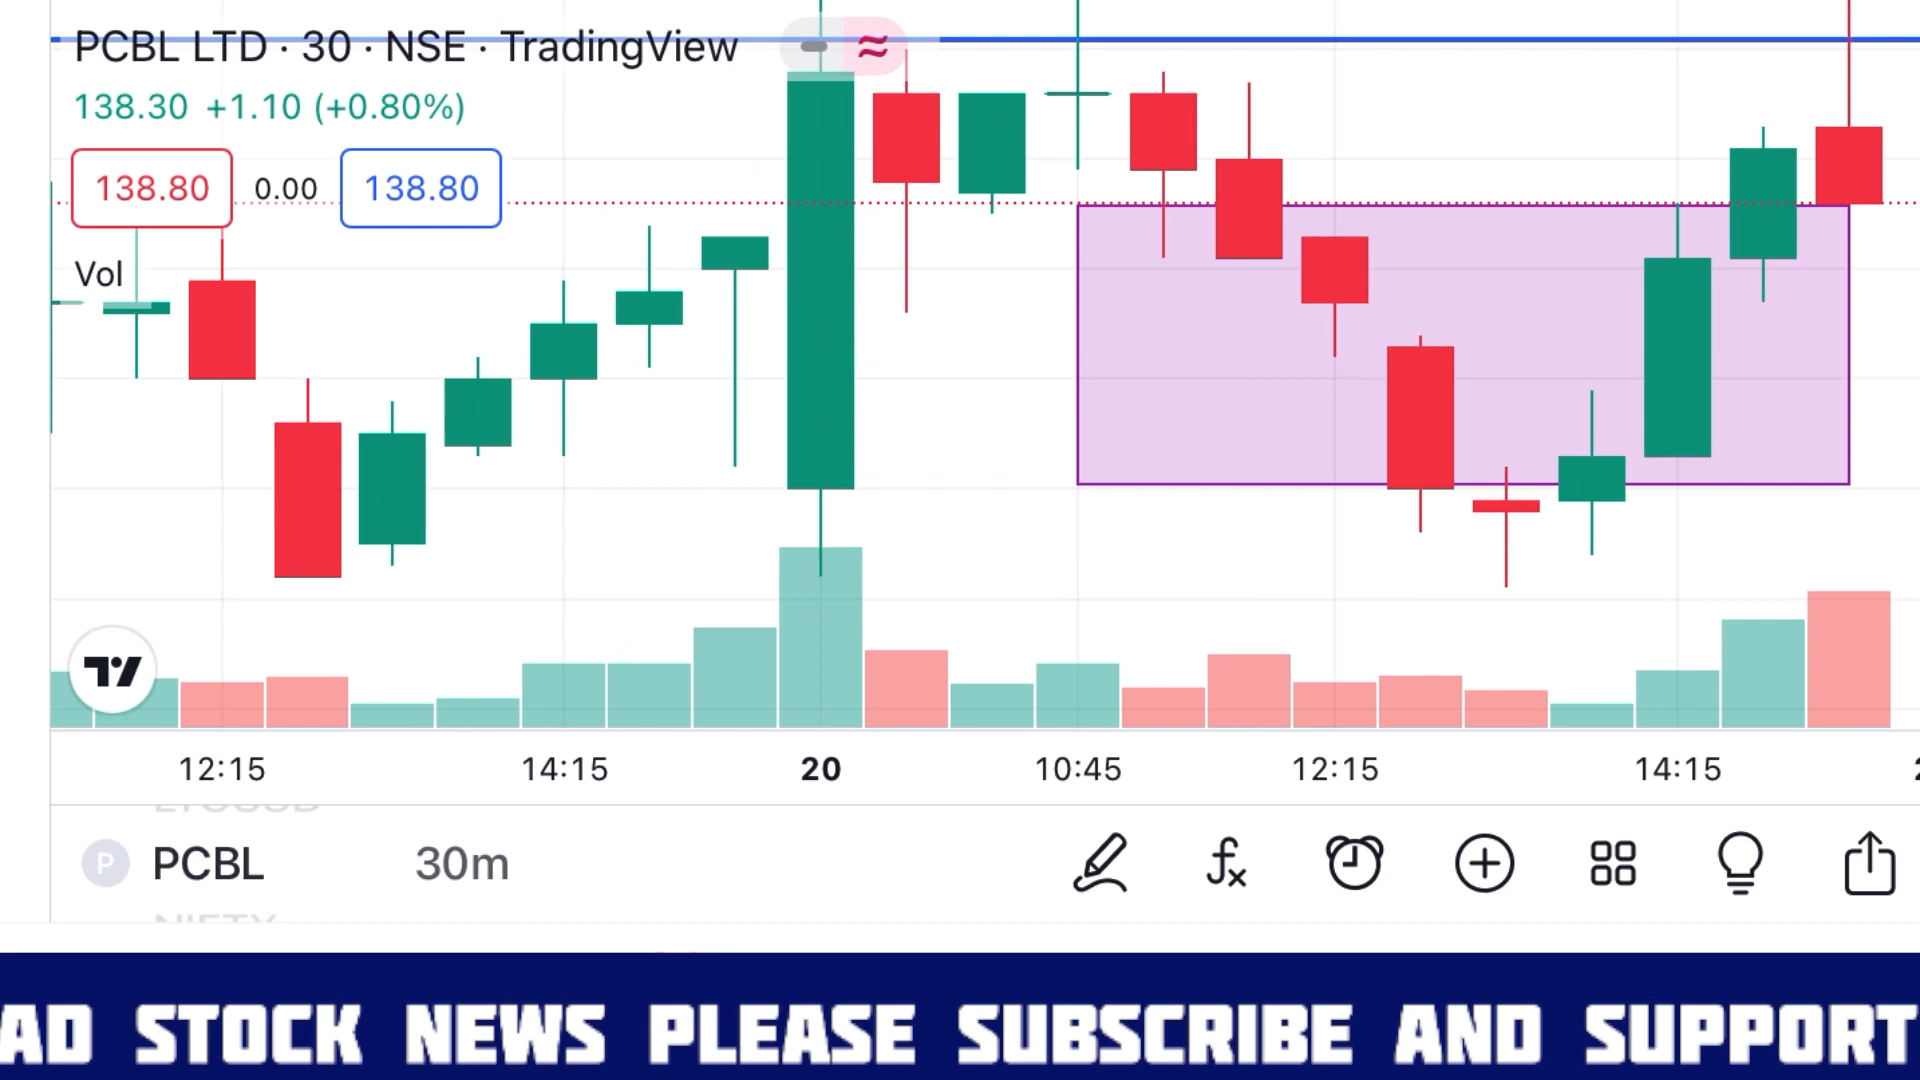 PCBL LTD · 30 · NSE · TradingView
138.30 +1.10 (+0.80%)
138.80 0.00 138.80
Vol
12:15 14:15 20 10:45 12:15 14:15
P PCBL 30m
AD STOCK NEWS PLEASE SUBSCRIBE AND SUPPORT